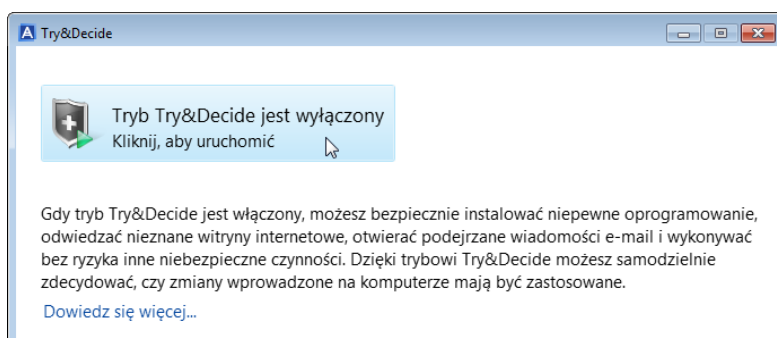 Try&Decide
Tryb Try&Decide jest wyłączony
Kliknij, aby uruchomić
Gdy tryb Try&Decide jest włączony, możesz bezpiecznie instalować niepewne oprogramowanie,
odwiedzać nieznane witryny internetowe, otwierać podejrzane wiadomości e-mail i wykonywać
bez ryzyka inne niebezpieczne czynności. Dzięki trybowi Try&Decide możesz samodzielnie
zdecydować, czy zmiany wprowadzone na komputerze mają być zastosowane.
Dowiedz się więcej...